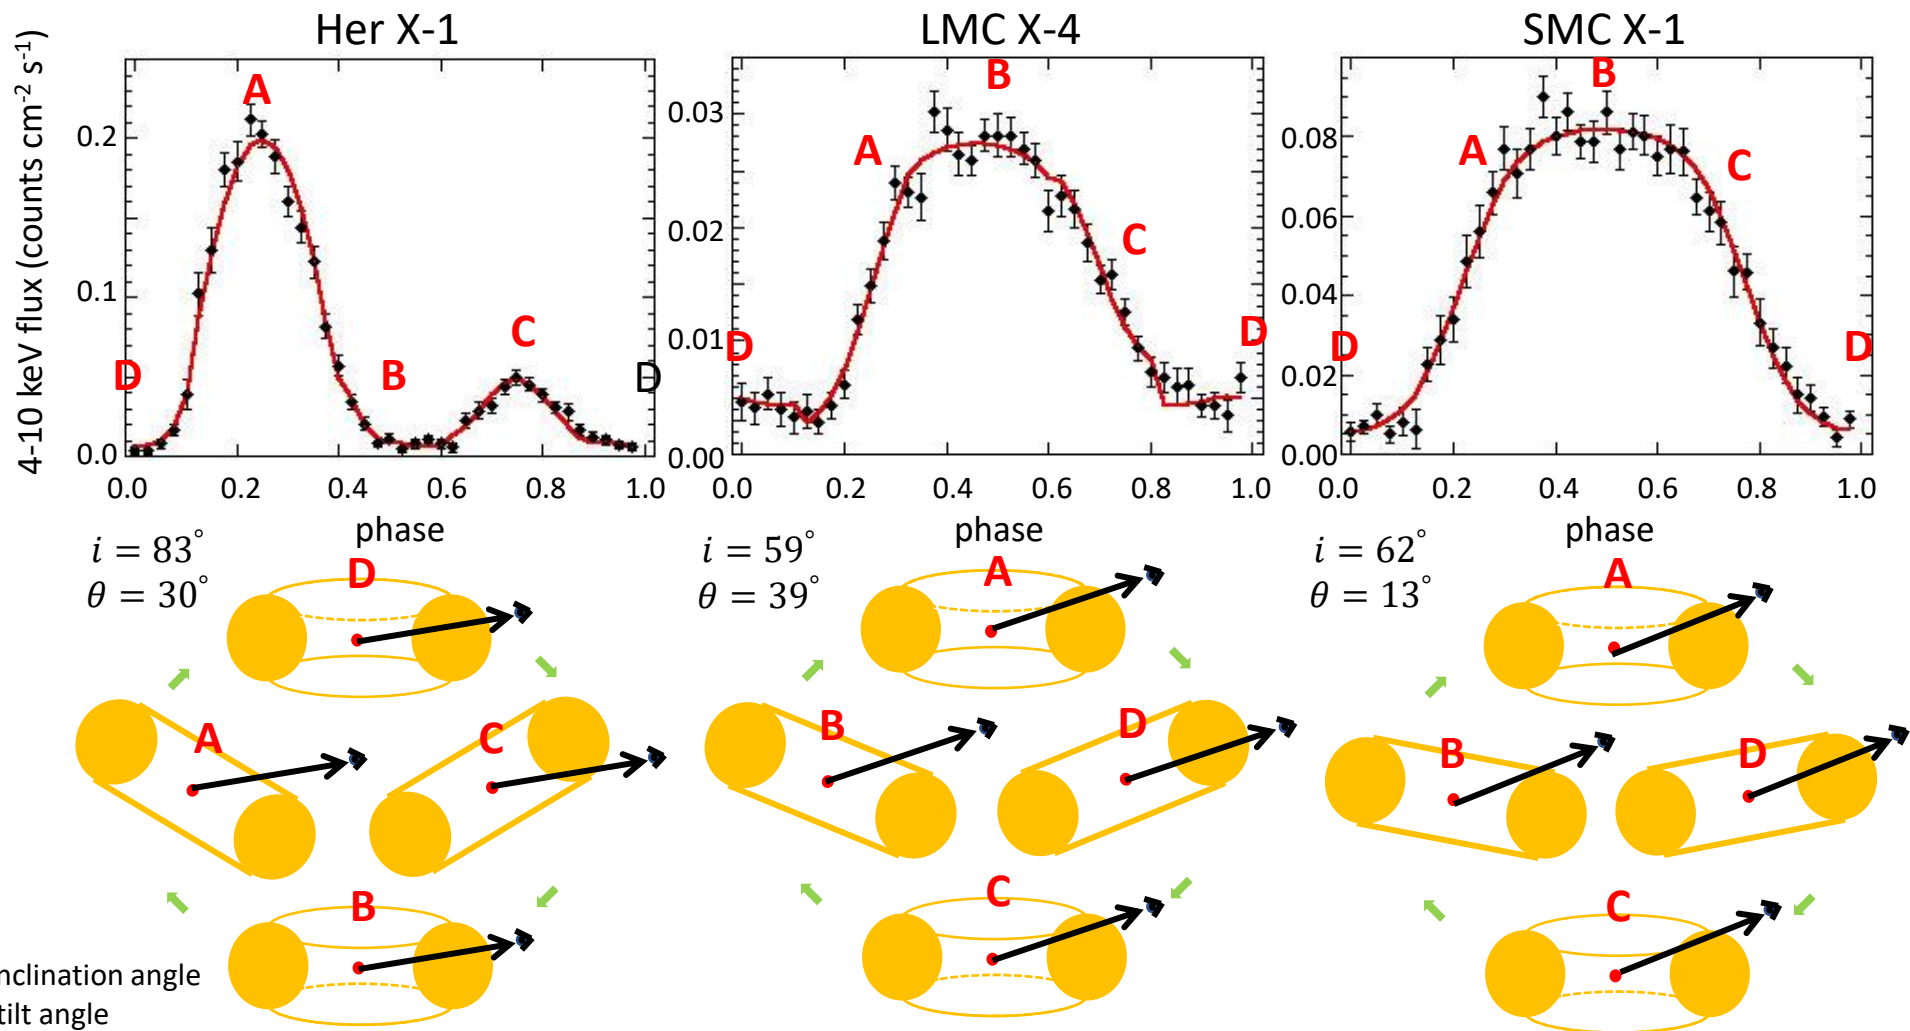 Her X-1
LMC X-4
SMC X-1
4-10 keV flux (counts cm-2 s-1)
0.2
0.1
0.0
A
B
C
D
D
0.0 0.2 0.4 0.6 0.8 1.0
phase
0.03
0.02
0.01
0.00
A
B
C
D
D
0.0 0.2 0.4 0.6 0.8 1.0
phase
0.08
0.06
0.04
0.02
0.00
A
B
C
D
D
0.0 0.2 0.4 0.6 0.8 1.0
phase
i = 83°
θ = 30°
D
A
C
B
i = 59°
θ = 39°
A
B
D
C
i = 62°
θ = 13°
A
B
D
C
nclination angle
tilt angle